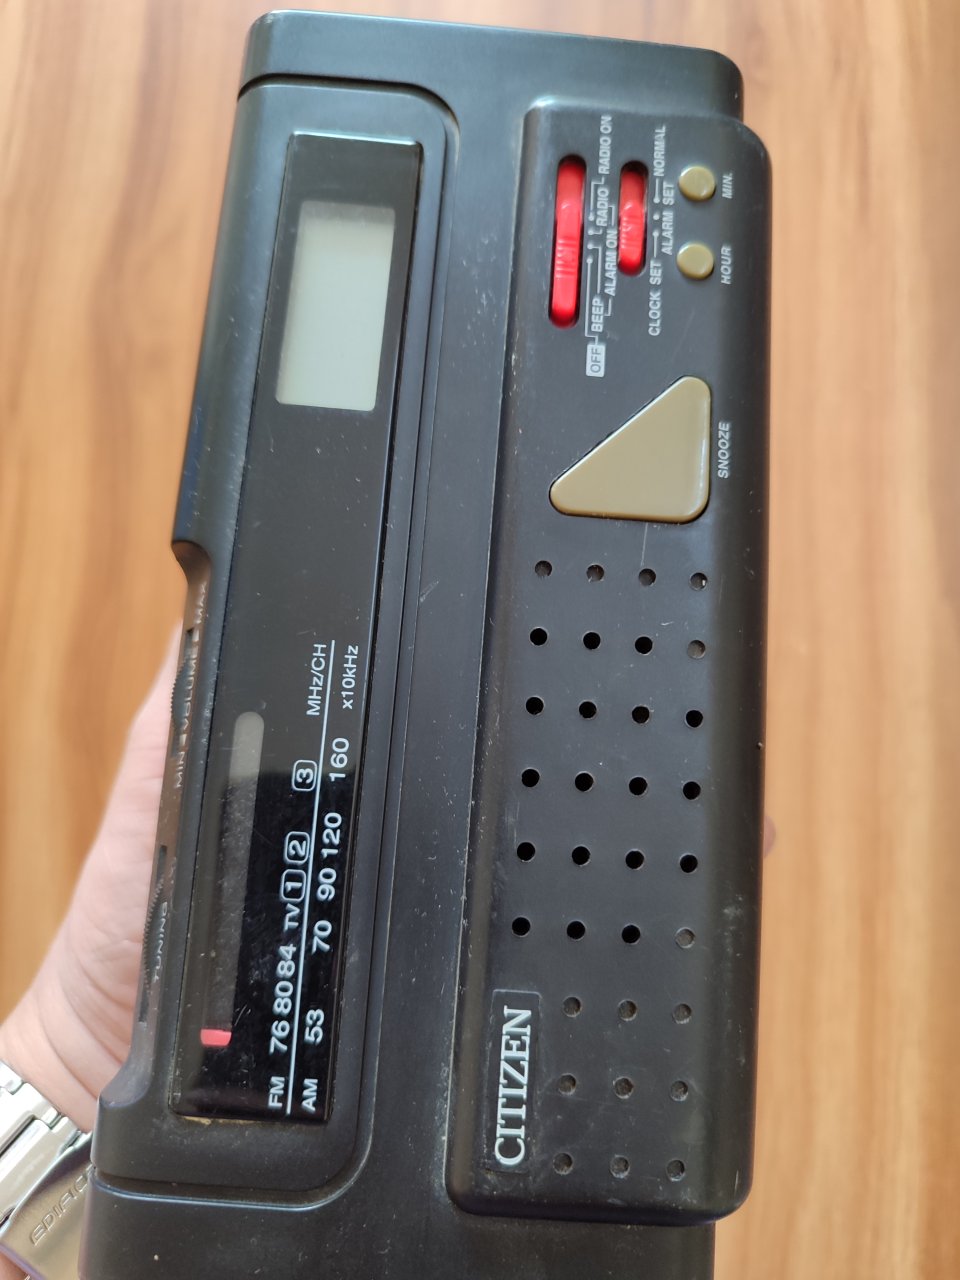 MIN VOLUME MAX
TUNING
MHz/CH
x10kHz
FM 76 80 84 TV 1 2 3
AM 53 70 90 120 160
CITIZEN
SNOOZE
OFF BEEP RADIO RADIO ON
ALARM ON
CLOCK SET ALARM SET NORMAL
HOUR MIN.